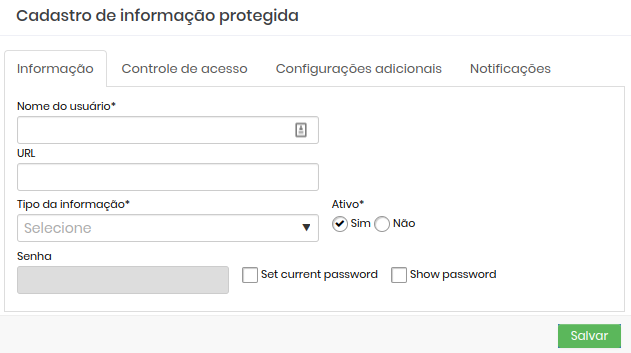 Cadastro de informação protegida
Informação Controle de acesso Configurações adicionais Notificações
Nome do usuário*
URL
Tipo da informação* Ativo*
Selecione Sim Não
Senha
Set current password Show password
Salvar